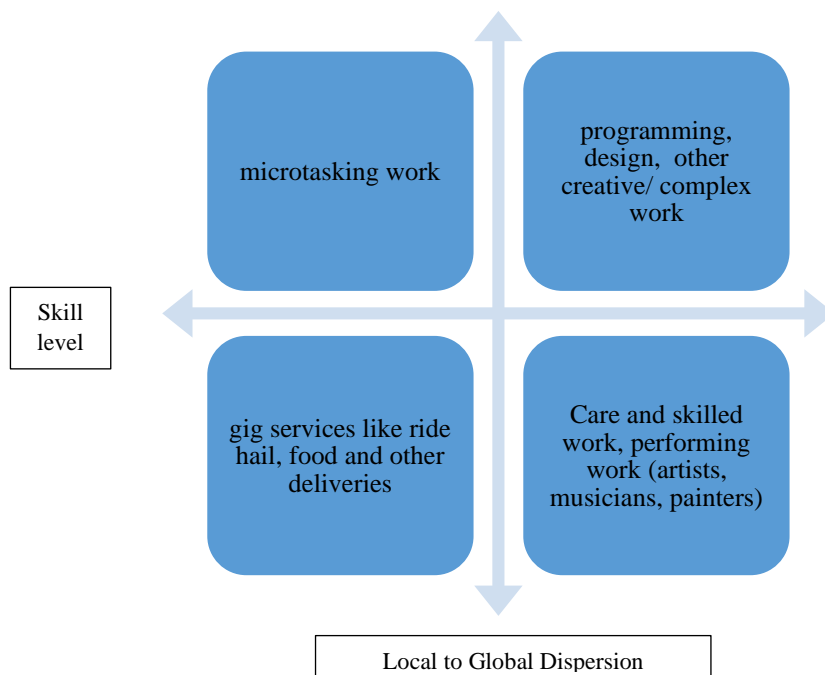 microtasking work
programming,
design, other
creative/ complex
work
Skill
level
gig services like ride
hail, food and other
deliveries
Care and skilled
work, performing
work (artists,
musicians, painters)
Local to Global Dispersion